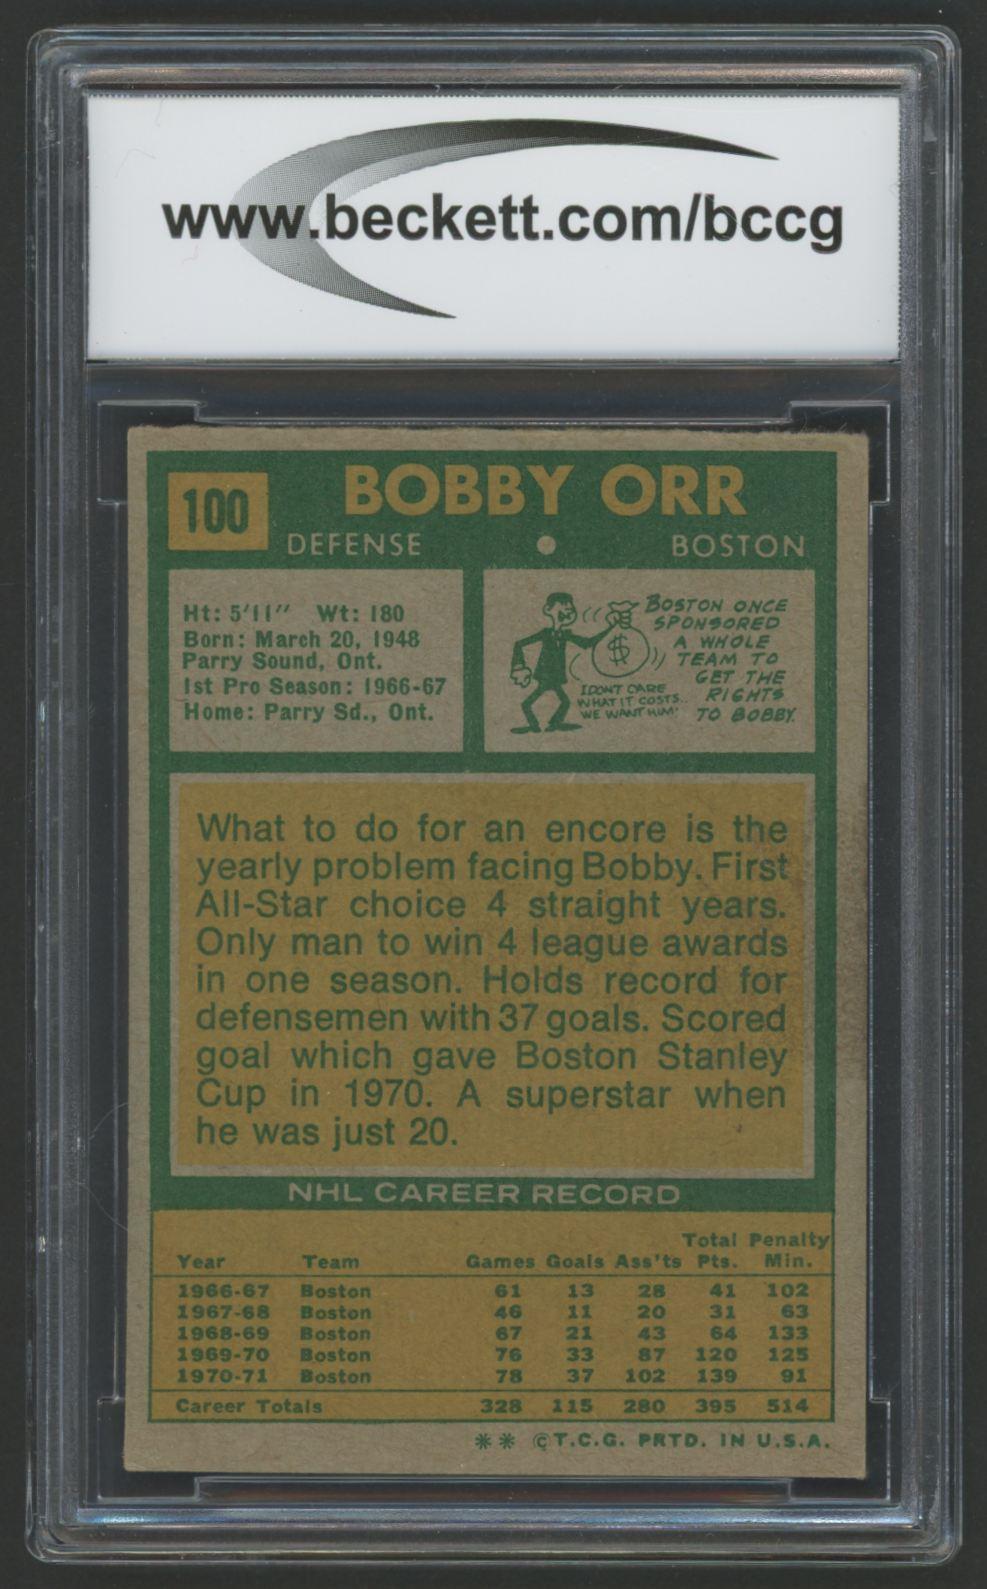 www.beckett.com/bccg
100
BOBBY ORR
DEFENSE
BOSTON
Ht: 5'11" Wt: 180
Born: March 20, 1948
Parry Sound, Ont.
1st Pro Season: 1966-67
Home: Parry Sd., Ont.
BOSTON ONCE
SPONSORED
A WHOLE
TEAM TO
GET THE
RIGHTS
TO BOBBY.
$
I DONT CARE
WHAT IT COSTS..
WE WANT HIM!
What to do for an encore is the
yearly problem facing Bobby. First
All-Star choice 4 straight years.
Only man to win 4 league awards
in one season. Holds record for
defensemen with 37 goals. Scored
goal which gave Boston Stanley
Cup in 1970. A superstar when
he was just 20.
NHL CAREER RECORD
Total Penalty
Year Team Games Goals Ass'ts Pts. Min.
1966-67 Boston 61 13 28 41 102
1967-68 Boston 46 11 20 31 63
1968-69 Boston 67 21 43 64 133
1969-70 Boston 76 33 87 120 125
1970-71 Boston 78 37 102 139 91
Career Totals 328 115 280 395 514
** ©T.C.G. PRTD. IN U.S.A.